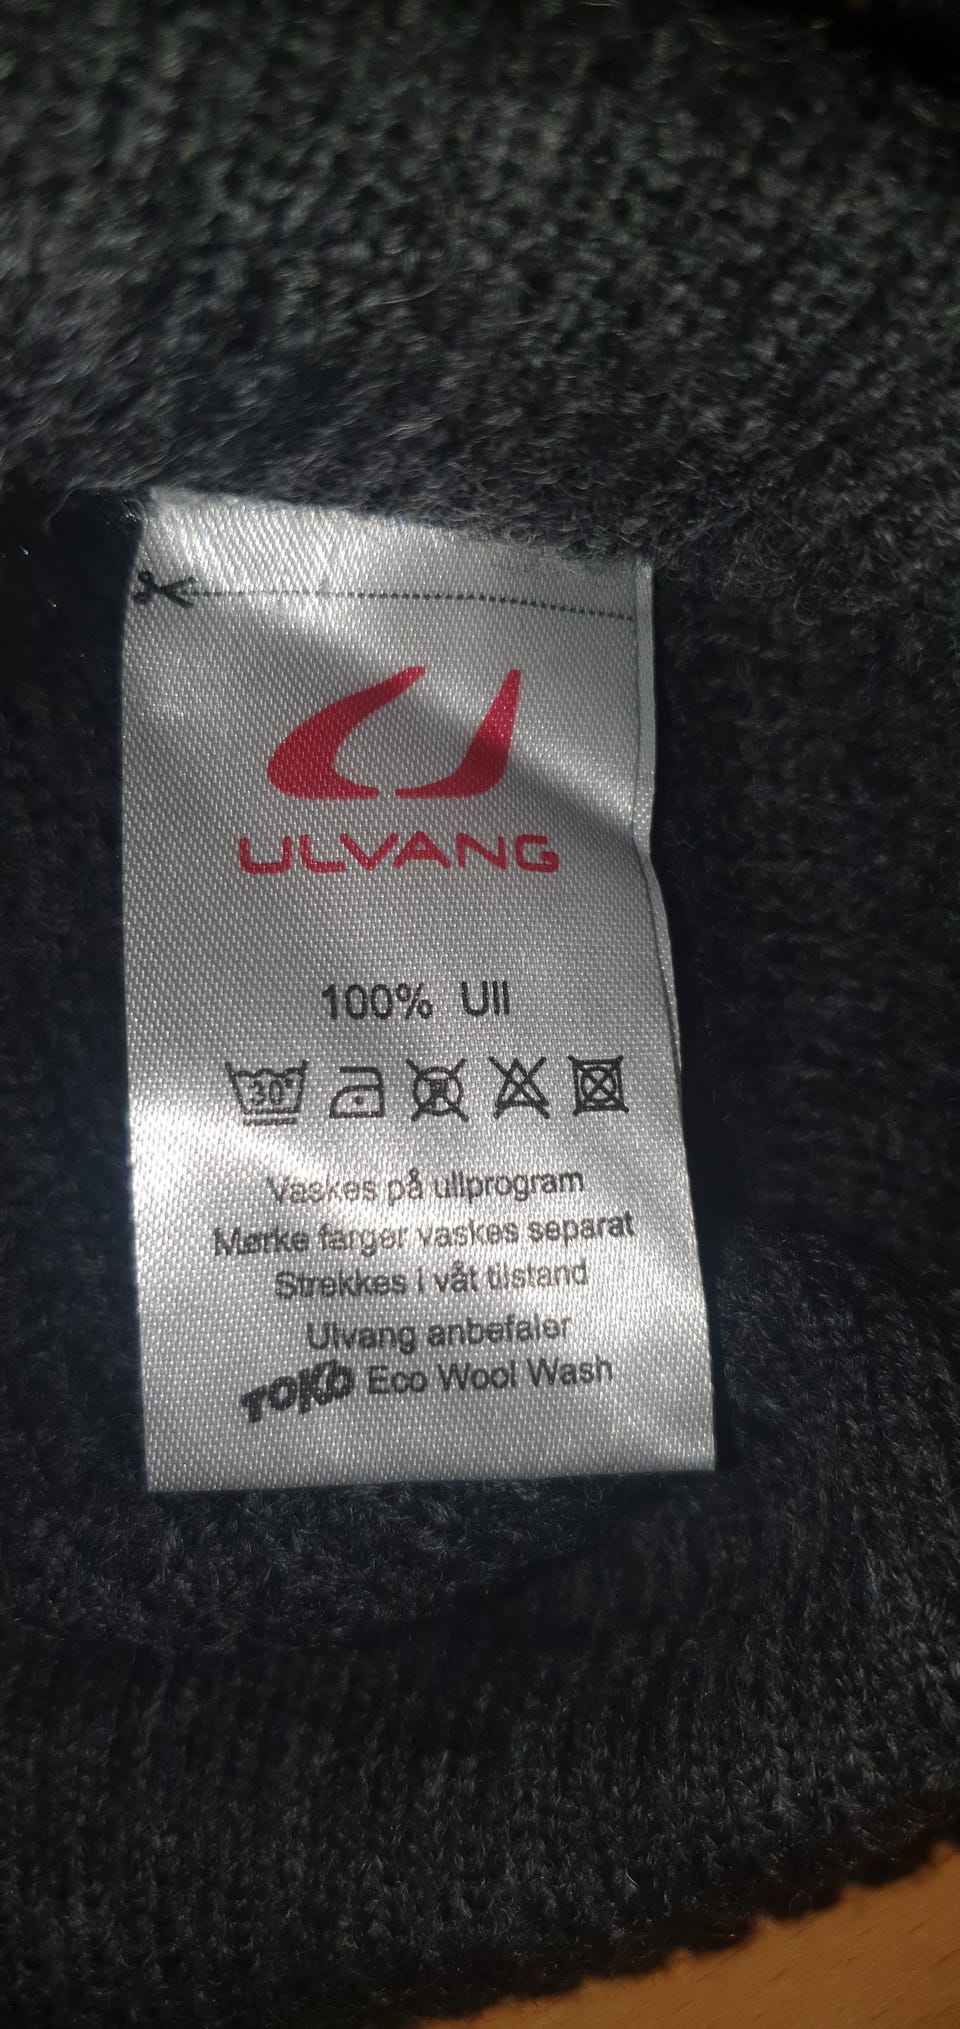 ULVANG
100% Ull
30°
Vaskes på ullprogram
Mørke farger vaskes separat
Strekkes i våt tilstand
Ulvang anbefaler
TOKO Eco Wool Wash